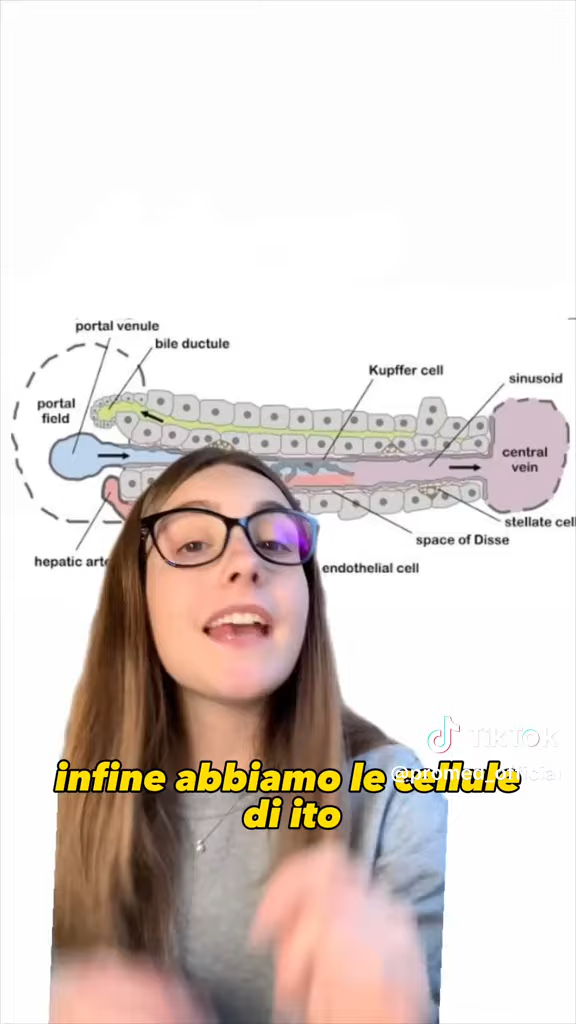 portal venule
bile ductule
Kupffer cell
sinusoid
portal
field
central
vein
stellate cell
space of Disse
hepatic arte
endothelial cell
TikTok
@promed_official
infine abbiamo le cellule
di ito